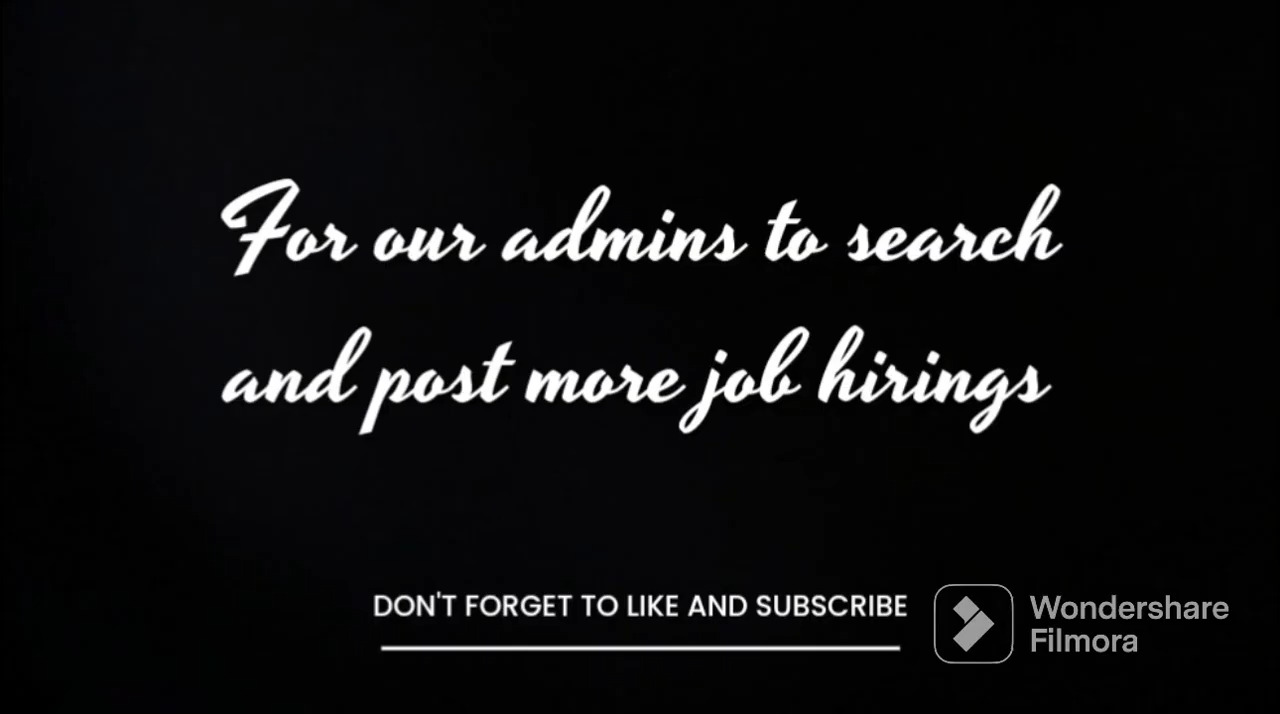 For our admins to search
and post more job hirings
DON'T FORGET TO LIKE AND SUBSCRIBE
Wondershare
Filmora